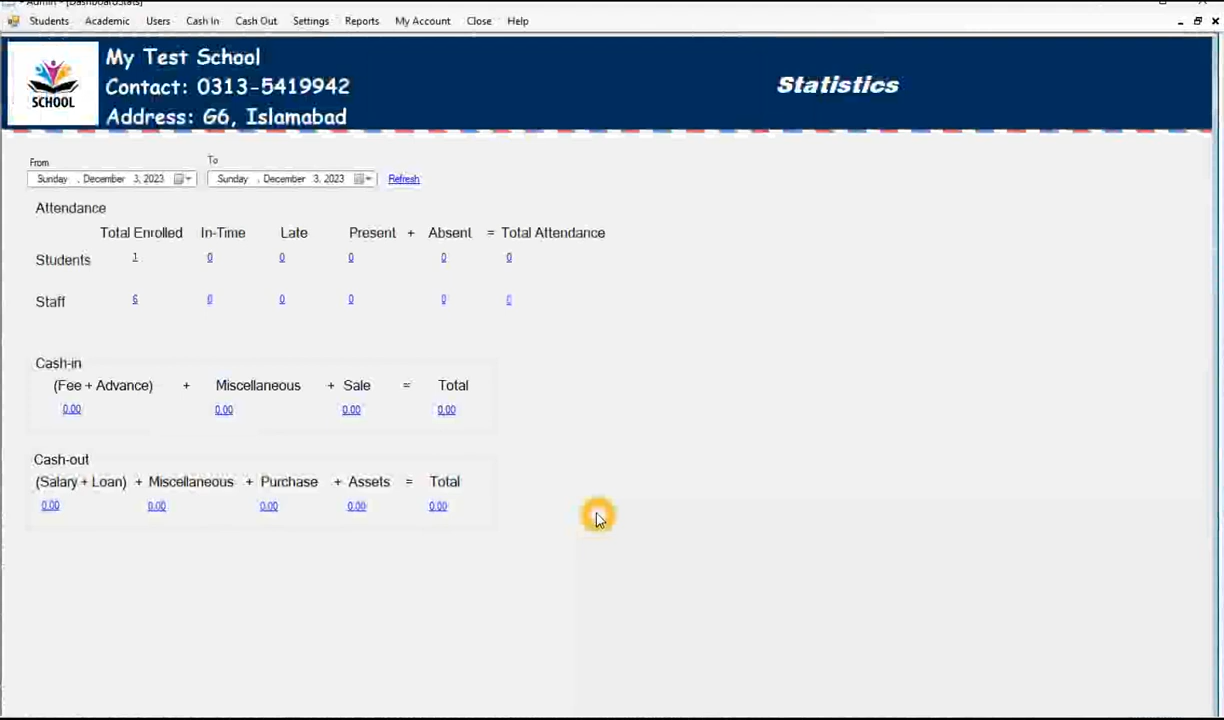 - Admin - [DashboardStats]
Students Academic Users Cash In Cash Out Settings Reports My Account Close Help
SCHOOL
My Test School
Contact: 0313-5419942
Address: G6, Islamabad
Statistics
From To
Sunday , December 3, 2023 Sunday , December 3, 2023 Refresh
Attendance
Total Enrolled In-Time Late Present + Absent = Total Attendance
Students 1 0 0 0 0 0
Staff 6 0 0 0 0 0
Cash-in
(Fee + Advance) + Miscellaneous + Sale = Total
0.00 0.00 0.00 0.00
Cash-out
(Salary + Loan) + Miscellaneous + Purchase + Assets = Total
0.00 0.00 0.00 0.00 0.00